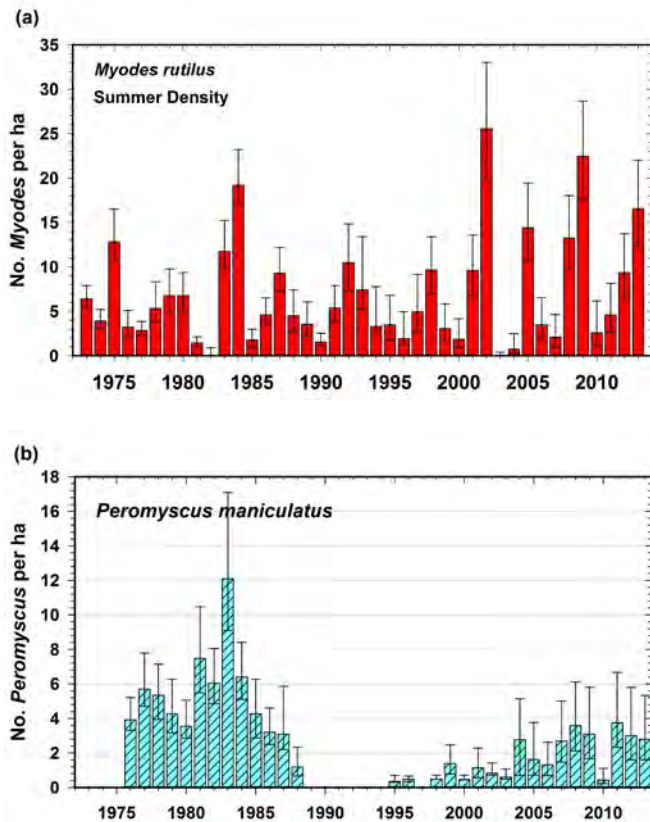 (a)
35
30
25
20
15
10
5
0
No. Myodes per ha
Myodes rutilus
Summer Density
1975 1980 1985 1990 1995 2000 2005 2010
(b)
18
16
14
12
10
8
6
4
2
0
No. Peromyscus per ha
Peromyscus maniculatus
1975 1980 1985 1990 1995 2000 2005 2010